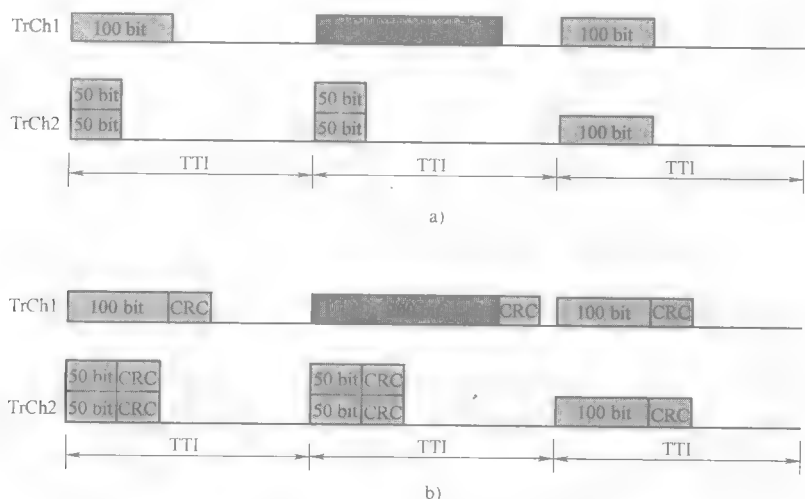 TrCh1 100 bit 100 bit
50 bit 50 bit
TrCh2 50 bit 50 bit 100 bit
TTI TTI TTI
a)
TrCh1 100 bit CRC CRC 100 bit CRC
50 bit CRC 50 bit CRC
TrCh2 50 bit CRC 50 bit CRC 100 bit CRC
TTI TTI TTI
b)